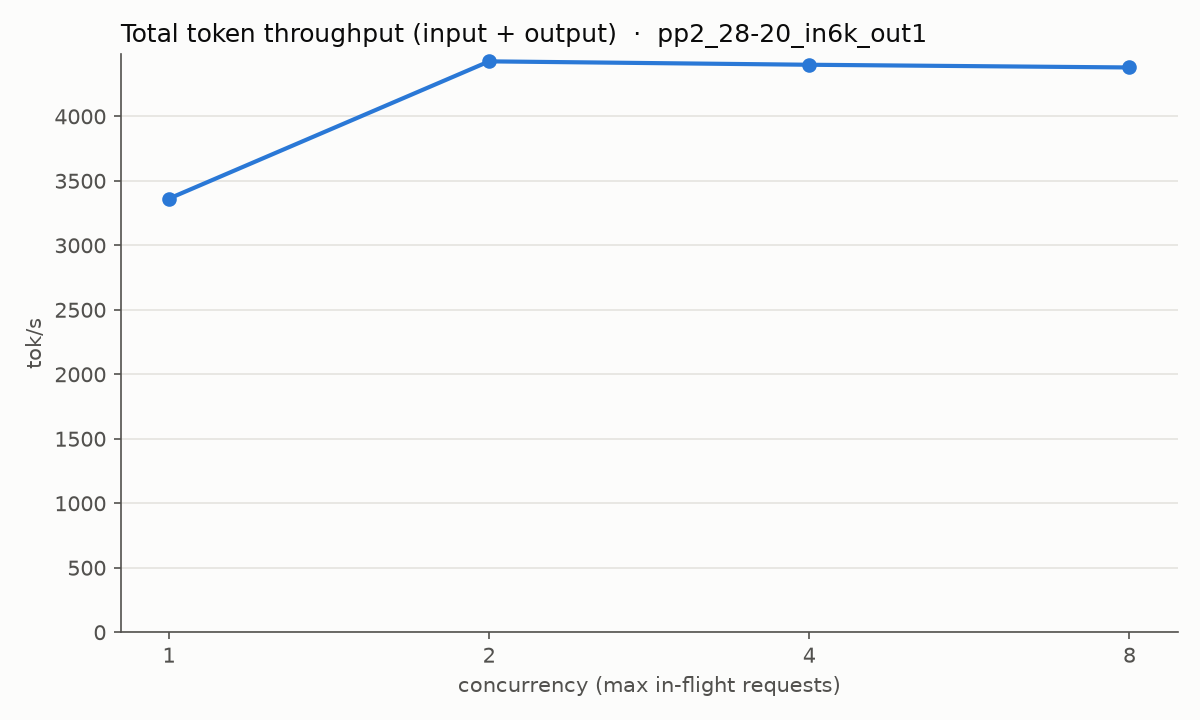 Total token throughput (input + output)  ·  pp2_28-20_in6k_out1
tok/s
4000
3500
3000
2500
2000
1500
1000
500
0
1 2 4 8
concurrency (max in-flight requests)